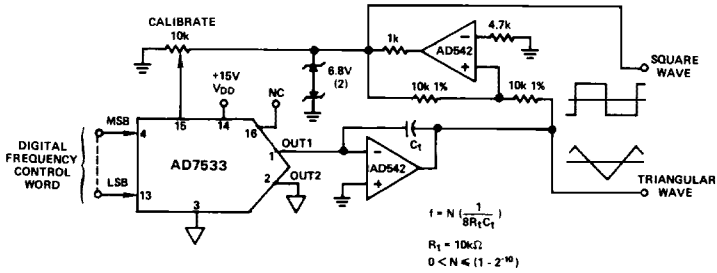 CALIBRATE
10k
1k
4.7k
AD542
−
+
SQUARE
WAVE
6.8V
(2)
+15V
VDD
NC
10k 1%
10k 1%
15
14
16
MSB
4
OUT1
1
Ct
DIGITAL
FREQUENCY
CONTROL
WORD
AD7533
2
OUT2
−
AD542
+
LSB
13
3
TRIANGULAR
WAVE
f = N (1/8RtCt)
Rt = 10kΩ
0 < N ≤ (1 - 2⁻¹⁰)